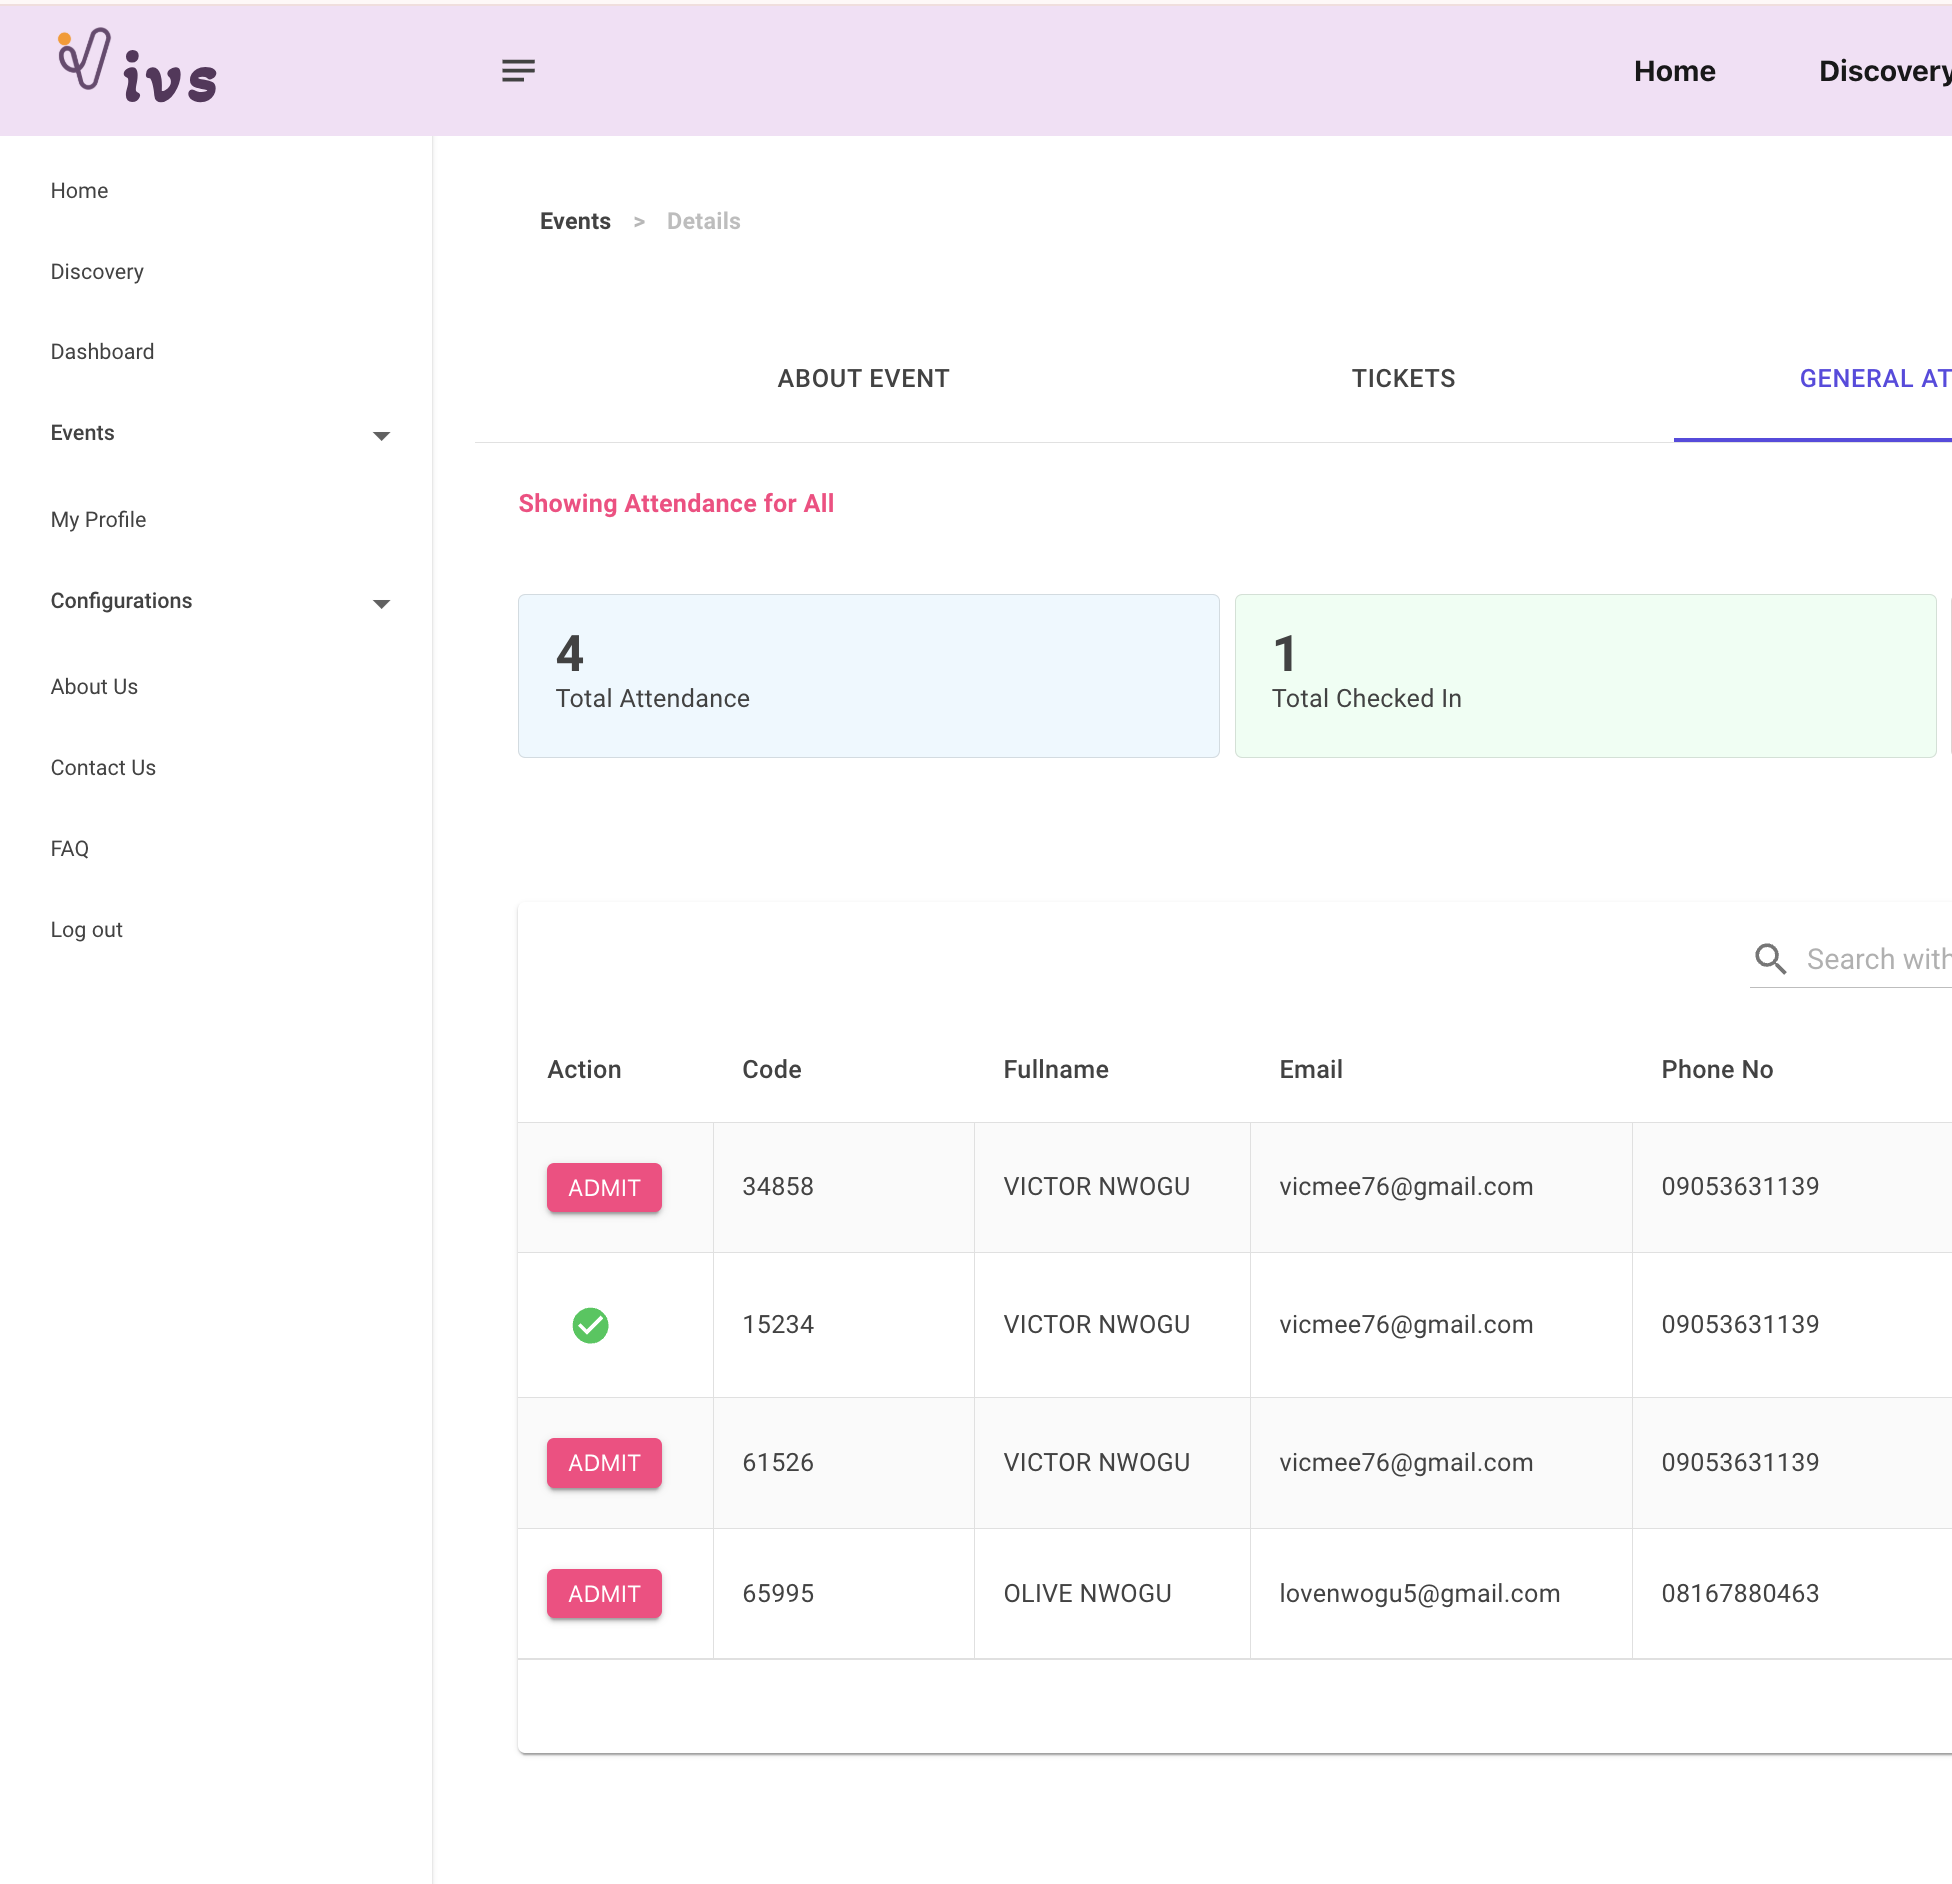 Vivs
Home
Discovery
Home
Discovery
Dashboard
Events
My Profile
Configurations
About Us
Contact Us
FAQ
Log out
Events > Details
ABOUT EVENT
TICKETS
GENERAL AT
Showing Attendance for All
4
Total Attendance
1
Total Checked In
Search with
Action Code Fullname Email Phone No
ADMIT 34858 VICTOR NWOGU vicmee76@gmail.com 09053631139
15234 VICTOR NWOGU vicmee76@gmail.com 09053631139
ADMIT 61526 VICTOR NWOGU vicmee76@gmail.com 09053631139
ADMIT 65995 OLIVE NWOGU lovenwogu5@gmail.com 08167880463